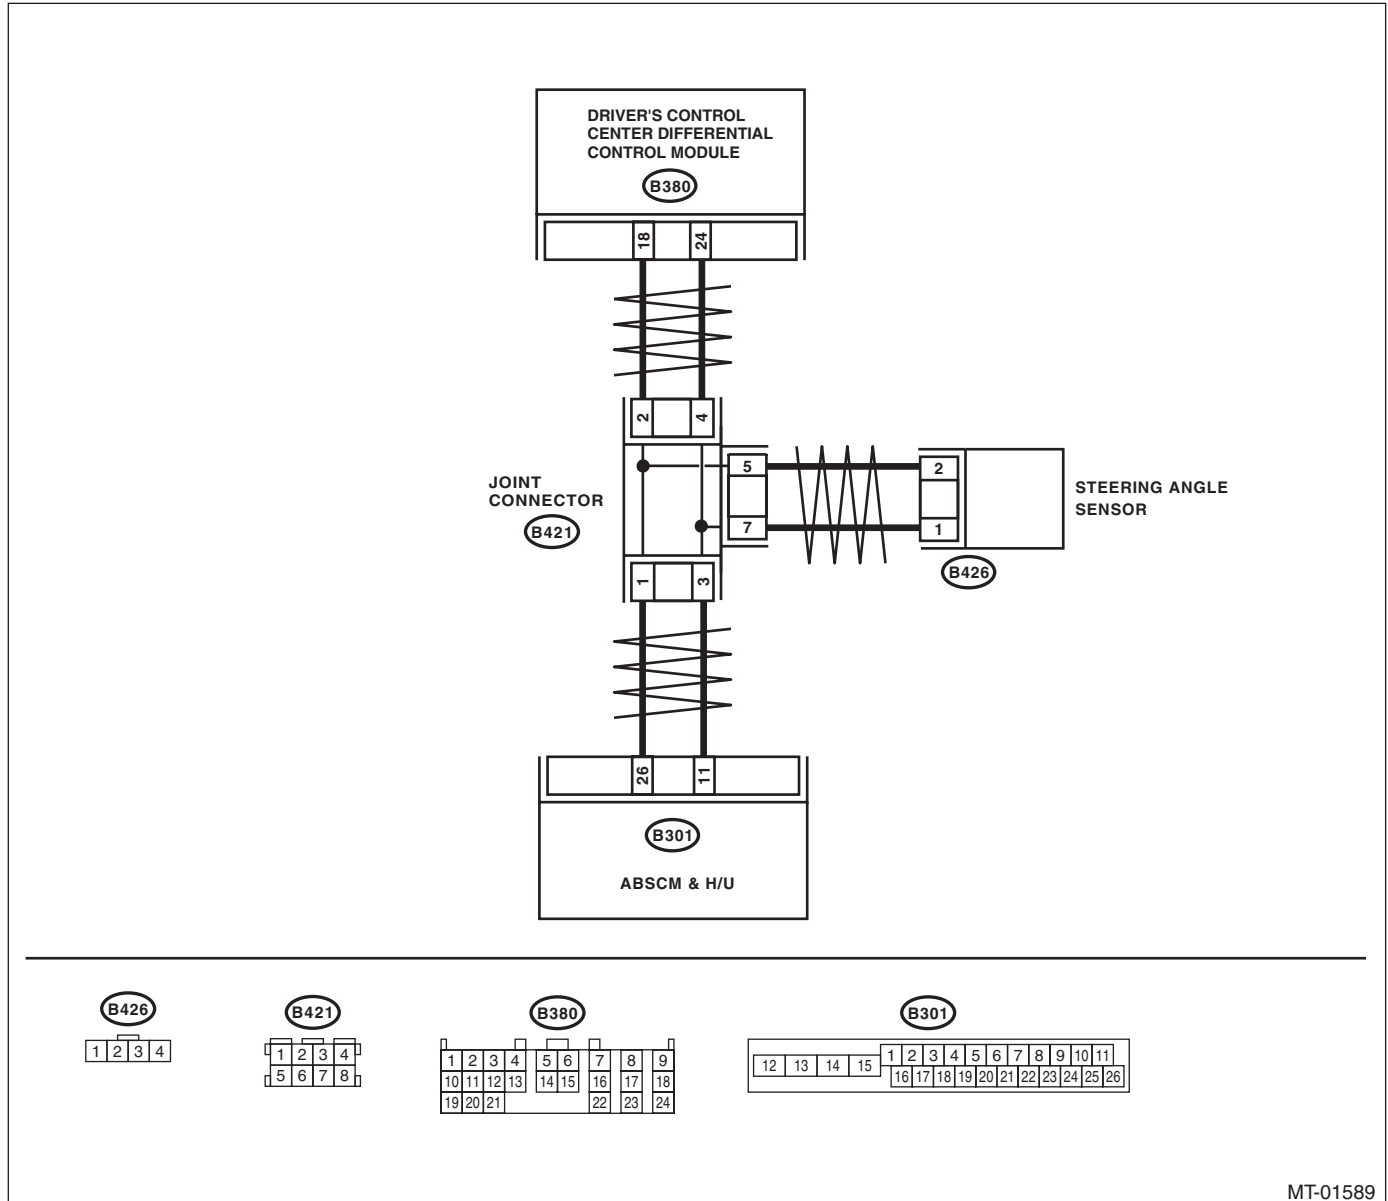 DRIVER'S CONTROL
CENTER DIFFERENTIAL
CONTROL MODULE
B380
18 24
2 4
JOINT
CONNECTOR
B421
5
7
2
1
STEERING ANGLE
SENSOR
B426
1 3
26 11
B301
ABSCM & H/U
B426
1 2 3 4
B421
1 2 3 4
5 6 7 8
B380
1 2 3 4 5 6 7 8 9
10 11 12 13 14 15 16 17 18
19 20 21 22 23 24
B301
12 13 14 15
1 2 3 4 5 6 7 8 9 10 11
16 17 18 19 20 21 22 23 24 25 26
MT-01589